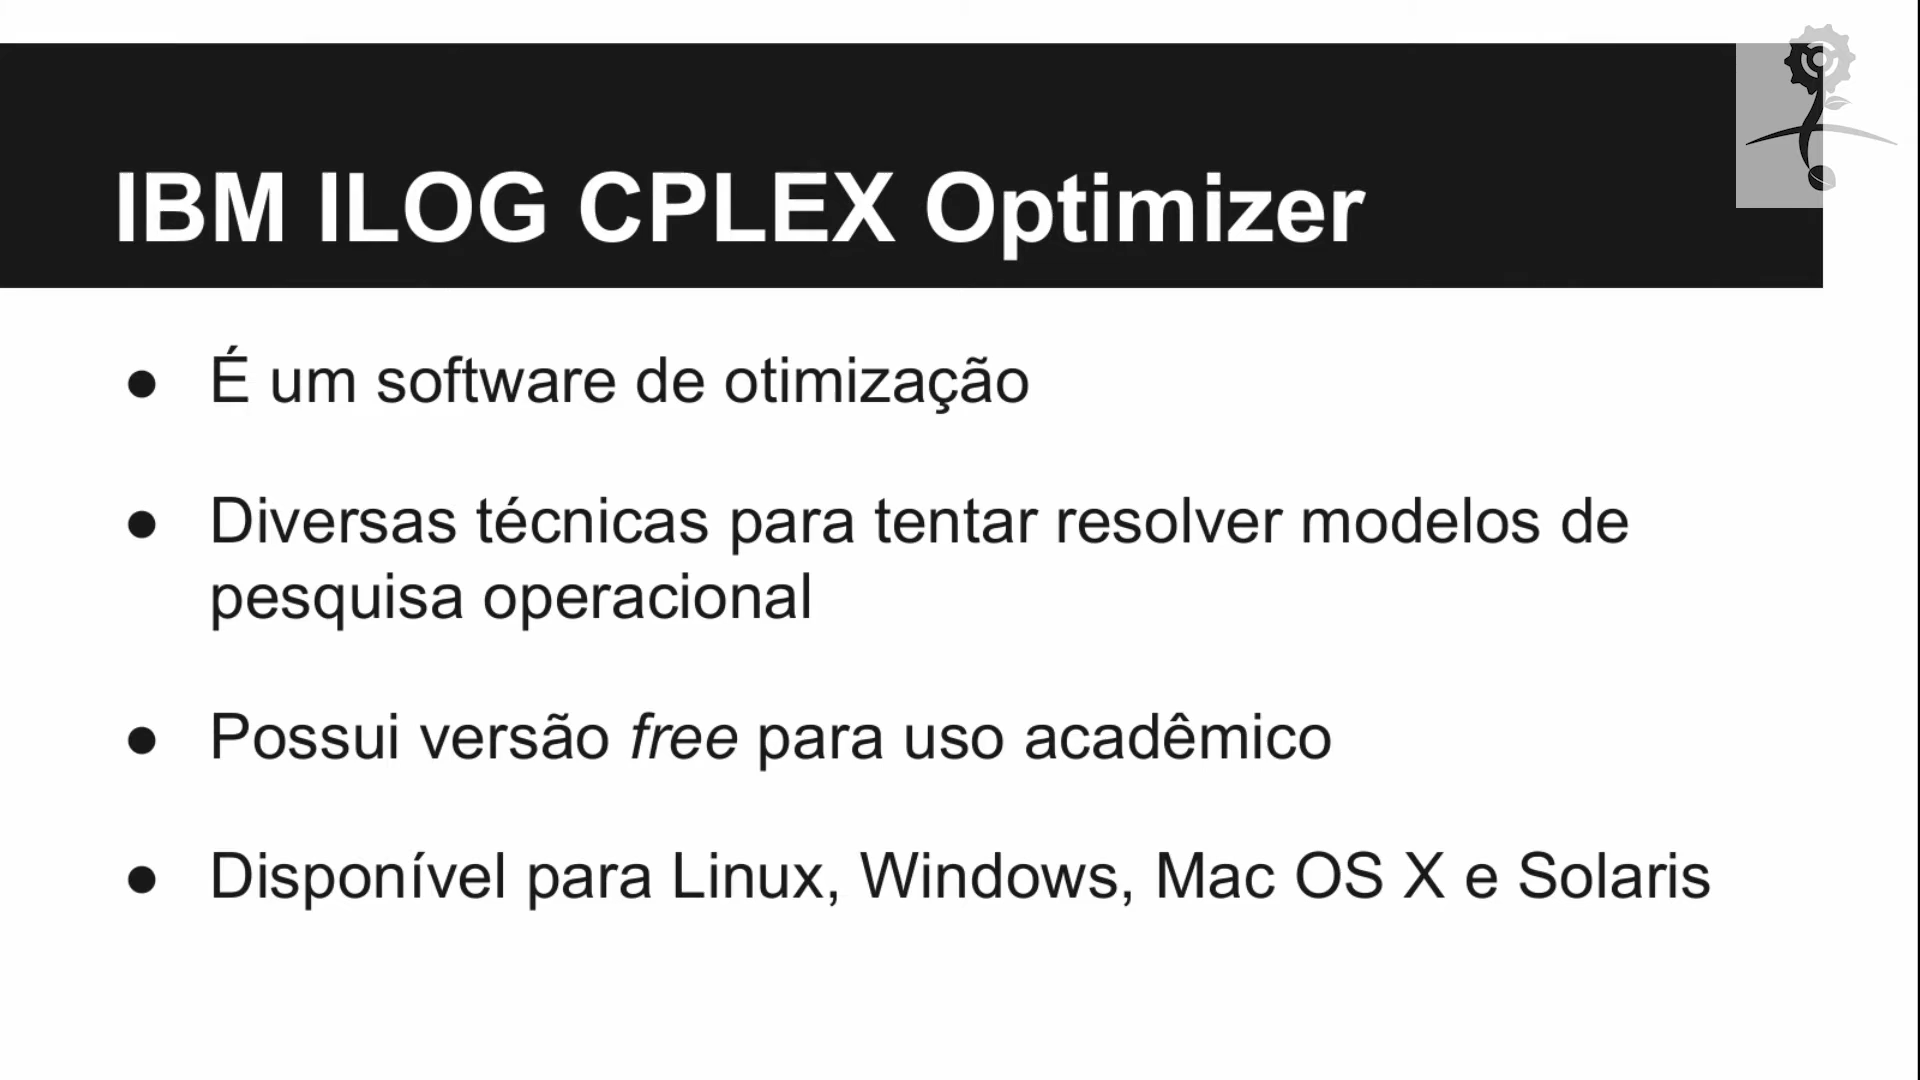 IBM ILOG CPLEX Optimizer
● É um software de otimização
● Diversas técnicas para tentar resolver modelos de
pesquisa operacional
● Possui versão free para uso acadêmico
● Disponível para Linux, Windows, Mac OS X e Solaris